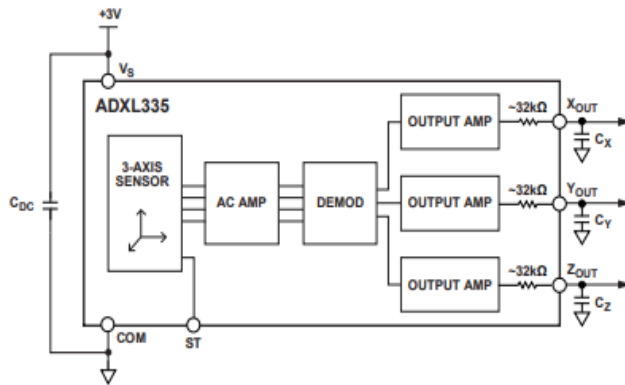 +3V
VS
ADXL335
3-AXIS
SENSOR
AC AMP
DEMOD
OUTPUT AMP
~32kΩ
XOUT
CX
OUTPUT AMP
~32kΩ
YOUT
CY
OUTPUT AMP
~32kΩ
ZOUT
CZ
CDC
COM
ST